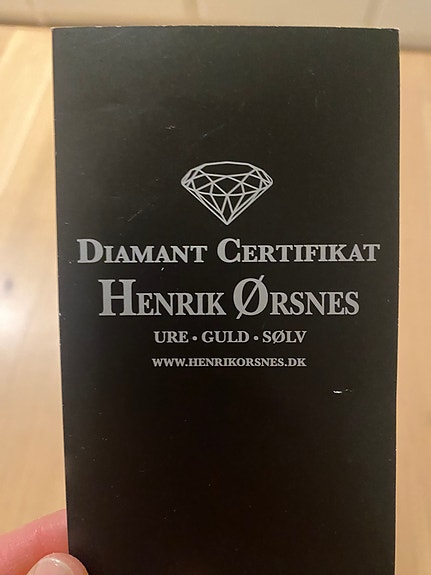 Diamant Certifikat
Henrik Ørsnes
URE • GULD • SØLV
WWW.HENRIKORSNES.DK